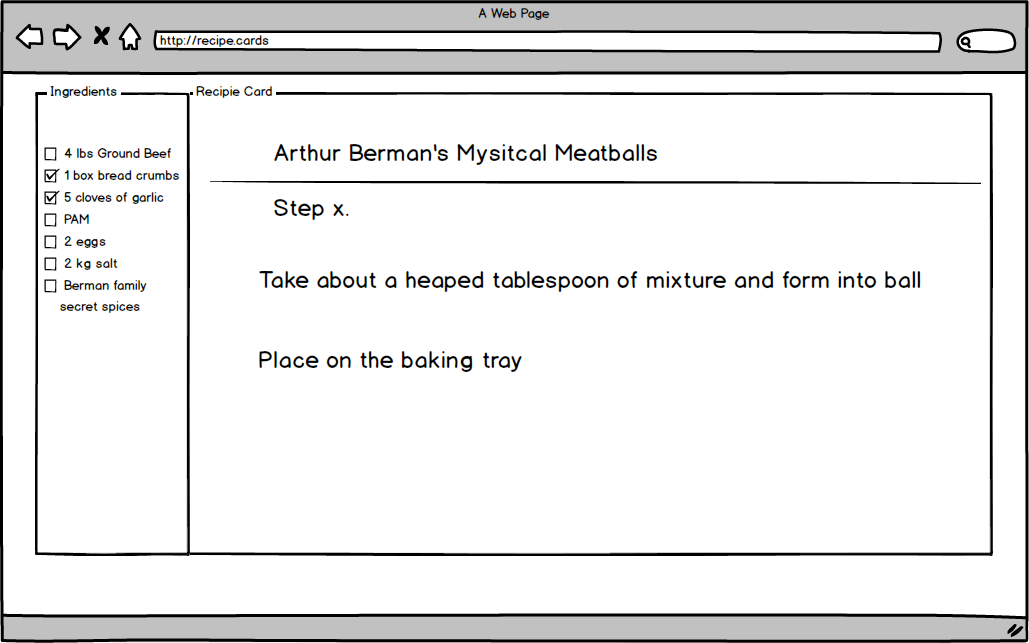 A Web Page
http://recipe.cards
Ingredients
4 lbs Ground Beef
1 box bread crumbs
5 cloves of garlic
PAM
2 eggs
2 kg salt
Berman family
secret spices
Recipie Card
Arthur Berman's Mysitcal Meatballs
Step x.
Take about a heaped tablespoon of mixture and form into ball
Place on the baking tray